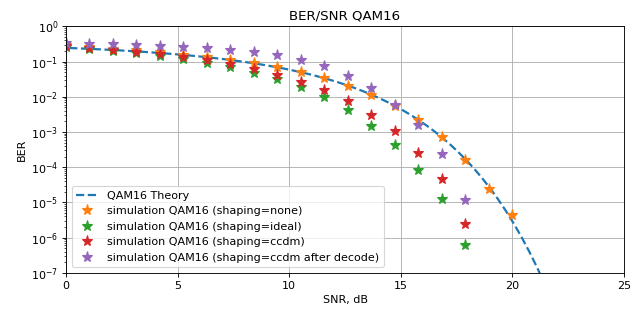 BER/SNR QAM16
10⁰
10⁻¹
10⁻²
10⁻³
10⁻⁴
10⁻⁵
10⁻⁶
10⁻⁷
BER
QAM16 Theory
simulation QAM16 (shaping=none)
simulation QAM16 (shaping=ideal)
simulation QAM16 (shaping=ccdm)
simulation QAM16 (shaping=ccdm after decode)
0 5 10 15 20 25
SNR, dB